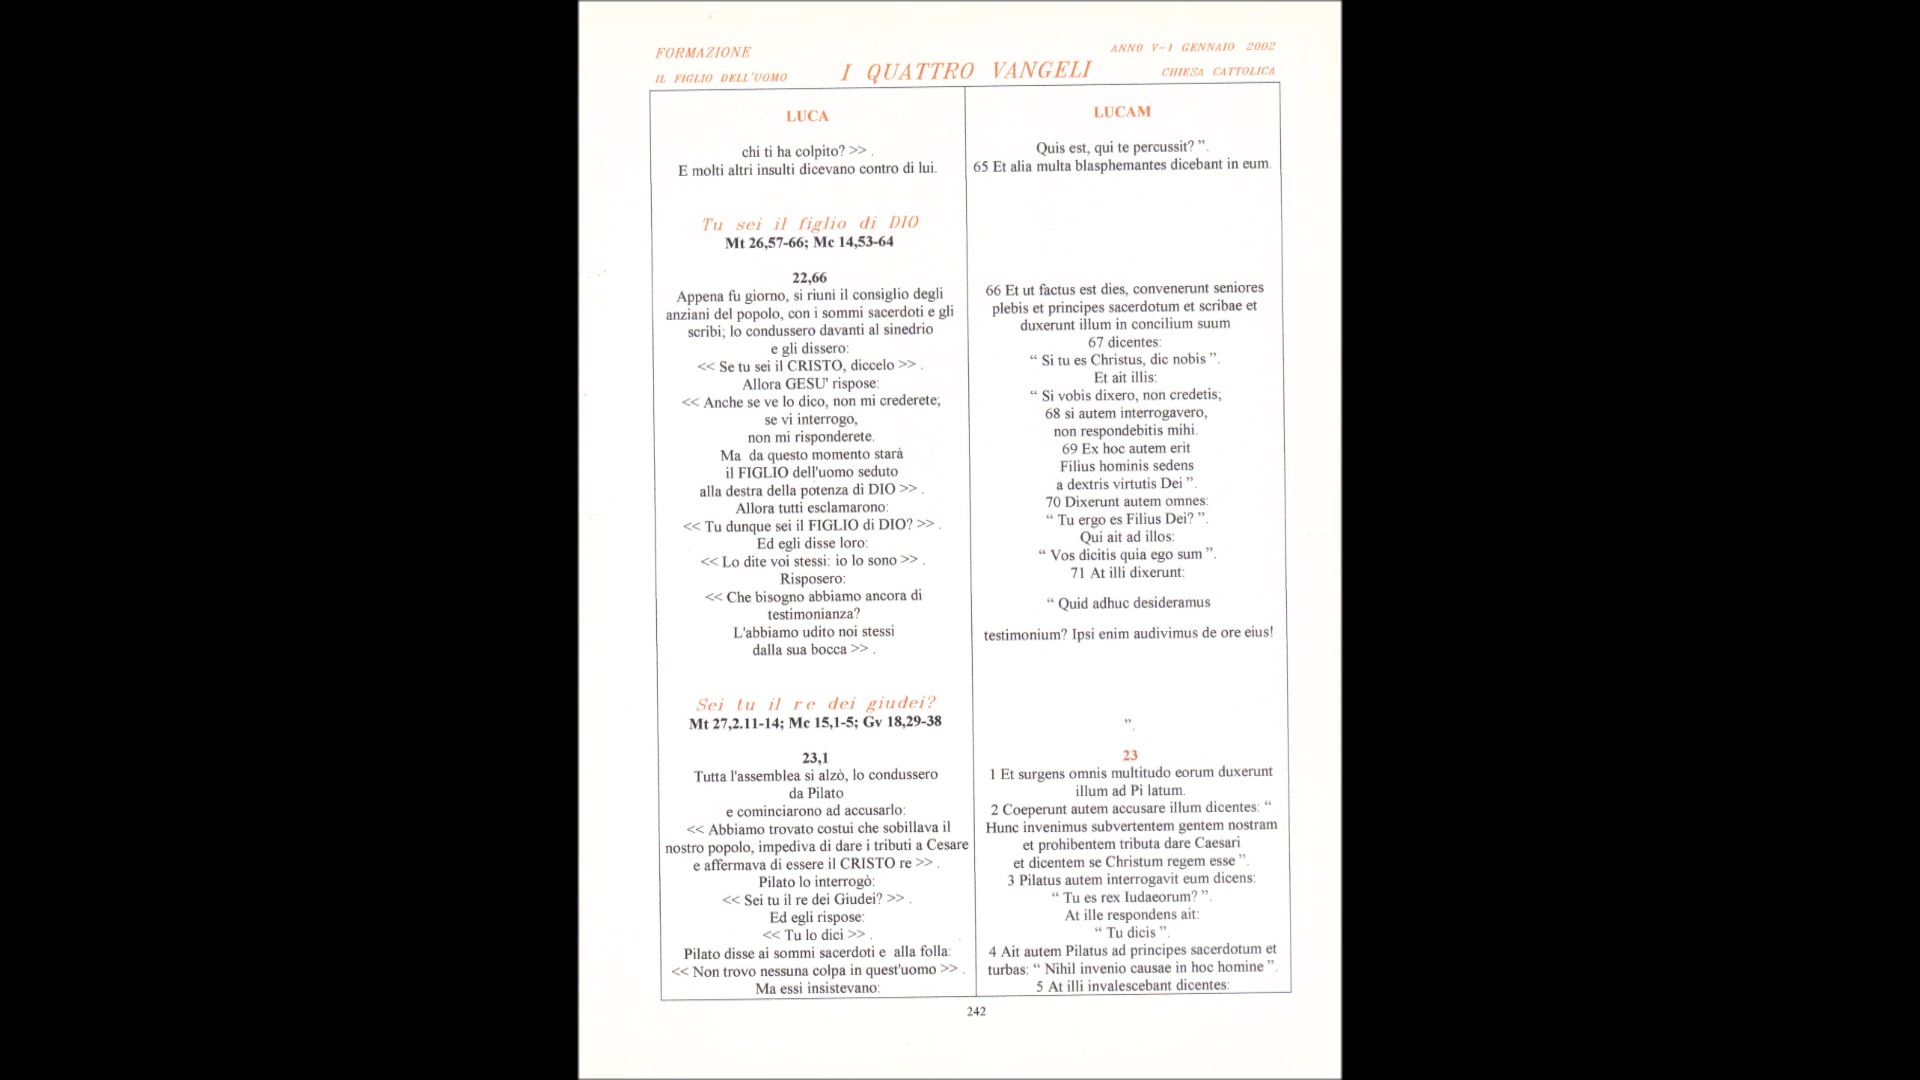 FORMAZIONE
ANNO V-1 GENNAIO 2002
IL FIGLIO DELL'UOMO
I QUATTRO VANGELI
CHIESA CATTOLICA
LUCA
chi ti ha colpito? >> .
E molti altri insulti dicevano contro di lui.
Tu sei il figlio di DIO
Mt 26,57-66; Mc 14,53-64
22,66
Appena fu giorno, si riunì il consiglio degli
anziani del popolo, con i sommi sacerdoti e gli
scribi; lo condussero davanti al sinedrio
e gli dissero:
<< Se tu sei il CRISTO, diccelo >> .
Allora GESU' rispose:
<< Anche se ve lo dico, non mi crederete;
se vi interrogo,
non mi risponderete.
Ma da questo momento starà
il FIGLIO dell'uomo seduto
alla destra della potenza di DIO >> .
Allora tutti esclamarono:
<< Tu dunque sei il FIGLIO di DIO? >> .
Ed egli disse loro:
<< Lo dite voi stessi: io lo sono >> .
Risposero:
<< Che bisogno abbiamo ancora di
testimonianza?
L'abbiamo udito noi stessi
dalla sua bocca >> .
Sei tu il re dei giudei?
Mt 27,2.11-14; Mc 15,1-5; Gv 18,29-38
23,1
Tutta l'assemblea si alzò, lo condussero
da Pilato
e cominciarono ad accusarlo:
<< Abbiamo trovato costui che sobillava il
nostro popolo, impediva di dare i tributi a Cesare
e affermava di essere il CRISTO re >> .
Pilato lo interrogò:
<< Sei tu il re dei Giudei? >> .
Ed egli rispose:
<< Tu lo dici >> .
Pilato disse ai sommi sacerdoti e alla folla:
<< Non trovo nessuna colpa in quest'uomo >> .
Ma essi insistevano:
LUCAM
Quis est, qui te percussit? ”.
65 Et alia multa blasphemantes dicebant in eum.
66 Et ut factus est dies, convenerunt seniores
plebis et principes sacerdotum et scribae et
duxerunt illum in concilium suum
67 dicentes:
“ Si tu es Christus, dic nobis ”.
Et ait illis:
“ Si vobis dixero, non credetis;
68 si autem interrogavero,
non respondebitis mihi.
69 Ex hoc autem erit
Filius hominis sedens
a dextris virtutis Dei ”.
70 Dixerunt autem omnes:
“ Tu ergo es Filius Dei? ”.
Qui ait ad illos:
“ Vos dicitis quia ego sum ”.
71 At illi dixerunt:
“ Quid adhuc desideramus
testimonium? Ipsi enim audivimus de ore eius!
”.
23
1 Et surgens omnis multitudo eorum duxerunt
illum ad Pi latum.
2 Coeperunt autem accusare illum dicentes: “
Hunc invenimus subvertentem gentem nostram
et prohibentem tributa dare Caesari
et dicentem se Christum regem esse ”.
3 Pilatus autem interrogavit eum dicens:
“ Tu es rex Iudaeorum? ”.
At ille respondens ait:
“ Tu dicis ”.
4 Ait autem Pilatus ad principes sacerdotum et
turbas: “ Nihil invenio causae in hoc homine ”.
5 At illi invalescebant dicentes:
242